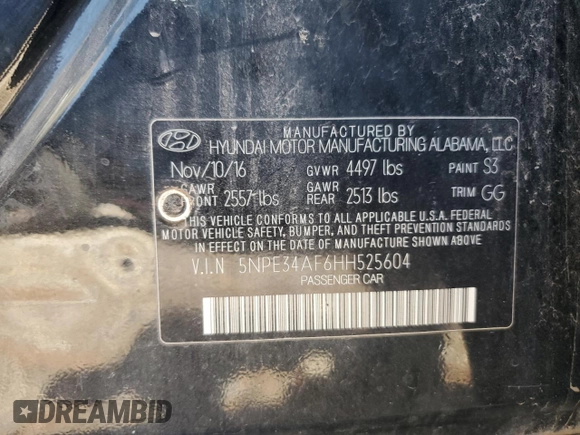 MANUFACTURED BY
HYUNDAI MOTOR MANUFACTURING ALABAMA, LLC
Nov/10/16 GVWR 4497 lbs PAINT S3
GAWR FRONT 2557 lbs GAWR REAR 2513 lbs TRIM GG
THIS VEHICLE CONFORMS TO ALL APPLICABLE U.S.A. FEDERAL
MOTOR VEHICLE SAFETY, BUMPER, AND THEFT PREVENTION
STANDARDS IN EFFECT ON THE DATE OF MANUFACTURE SHOWN
ABOVE.
V.I.N 5NPE34AF6HH525604
PASSENGER CAR
DREAMBID